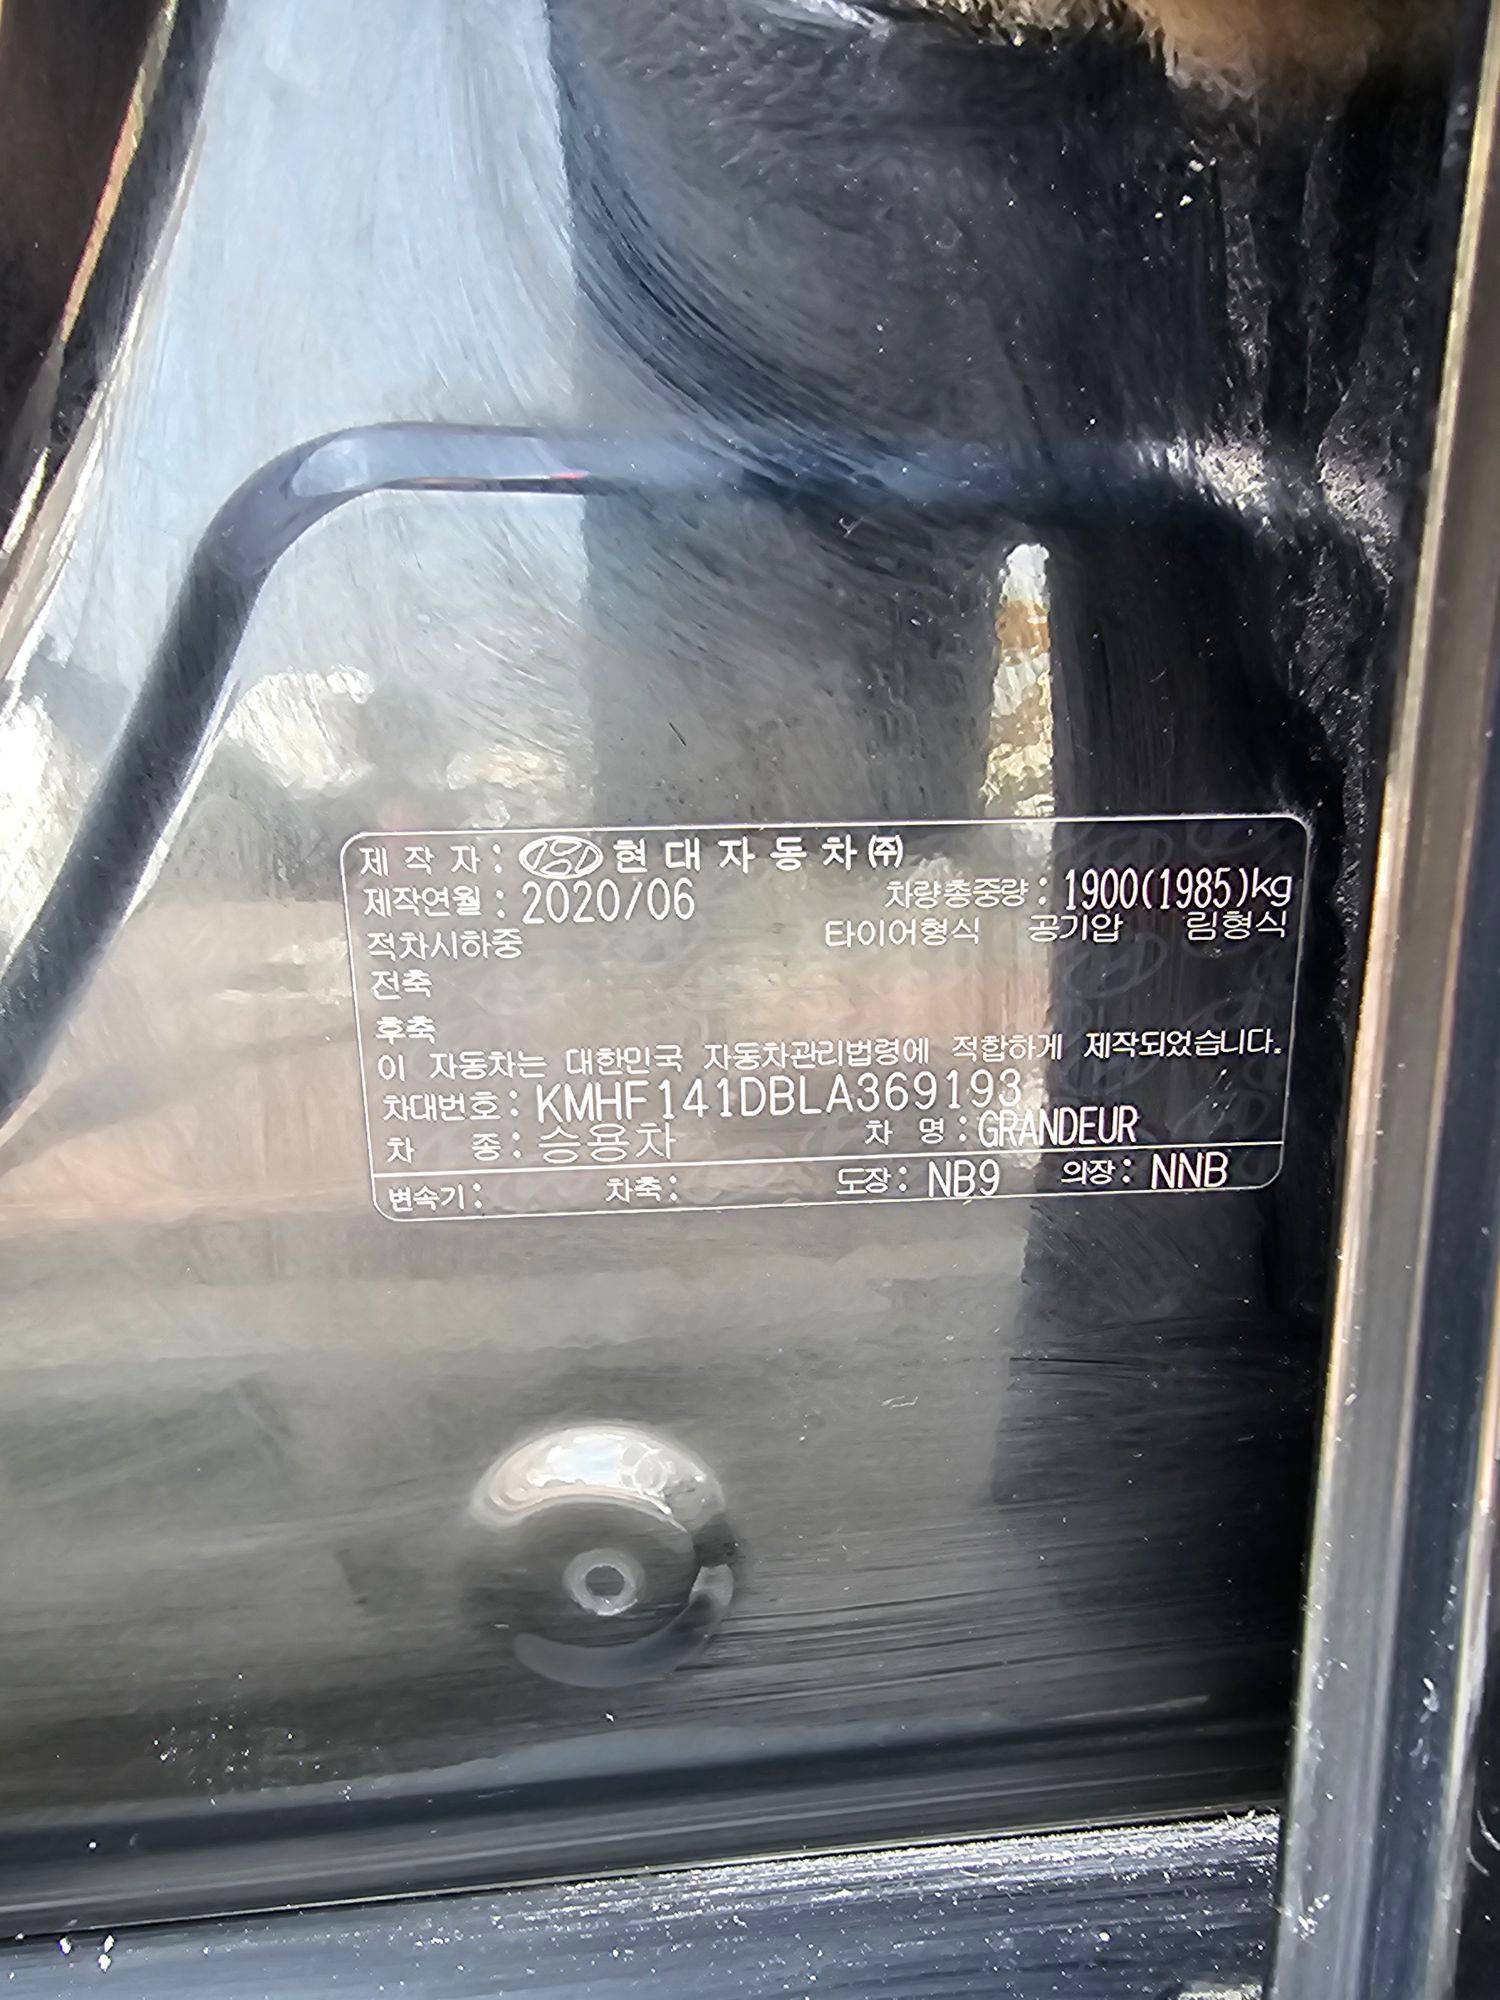 제 작 자 : HYUNDAI 현대자동차㈜
제작연월 : 2020/06 차량총중량 : 1900(1985)kg
적차시하중 타이어형식 공기압 림형식
전축
후축
이 자동차는 대한민국 자동차관리법령에 적합하게 제작되었습니다.
차대번호 : KMHF141DBLA369193
차 종 : 승용차 차 명 : GRANDEUR
변속기 : 차축 : 도장 : NB9 의장 : NNB